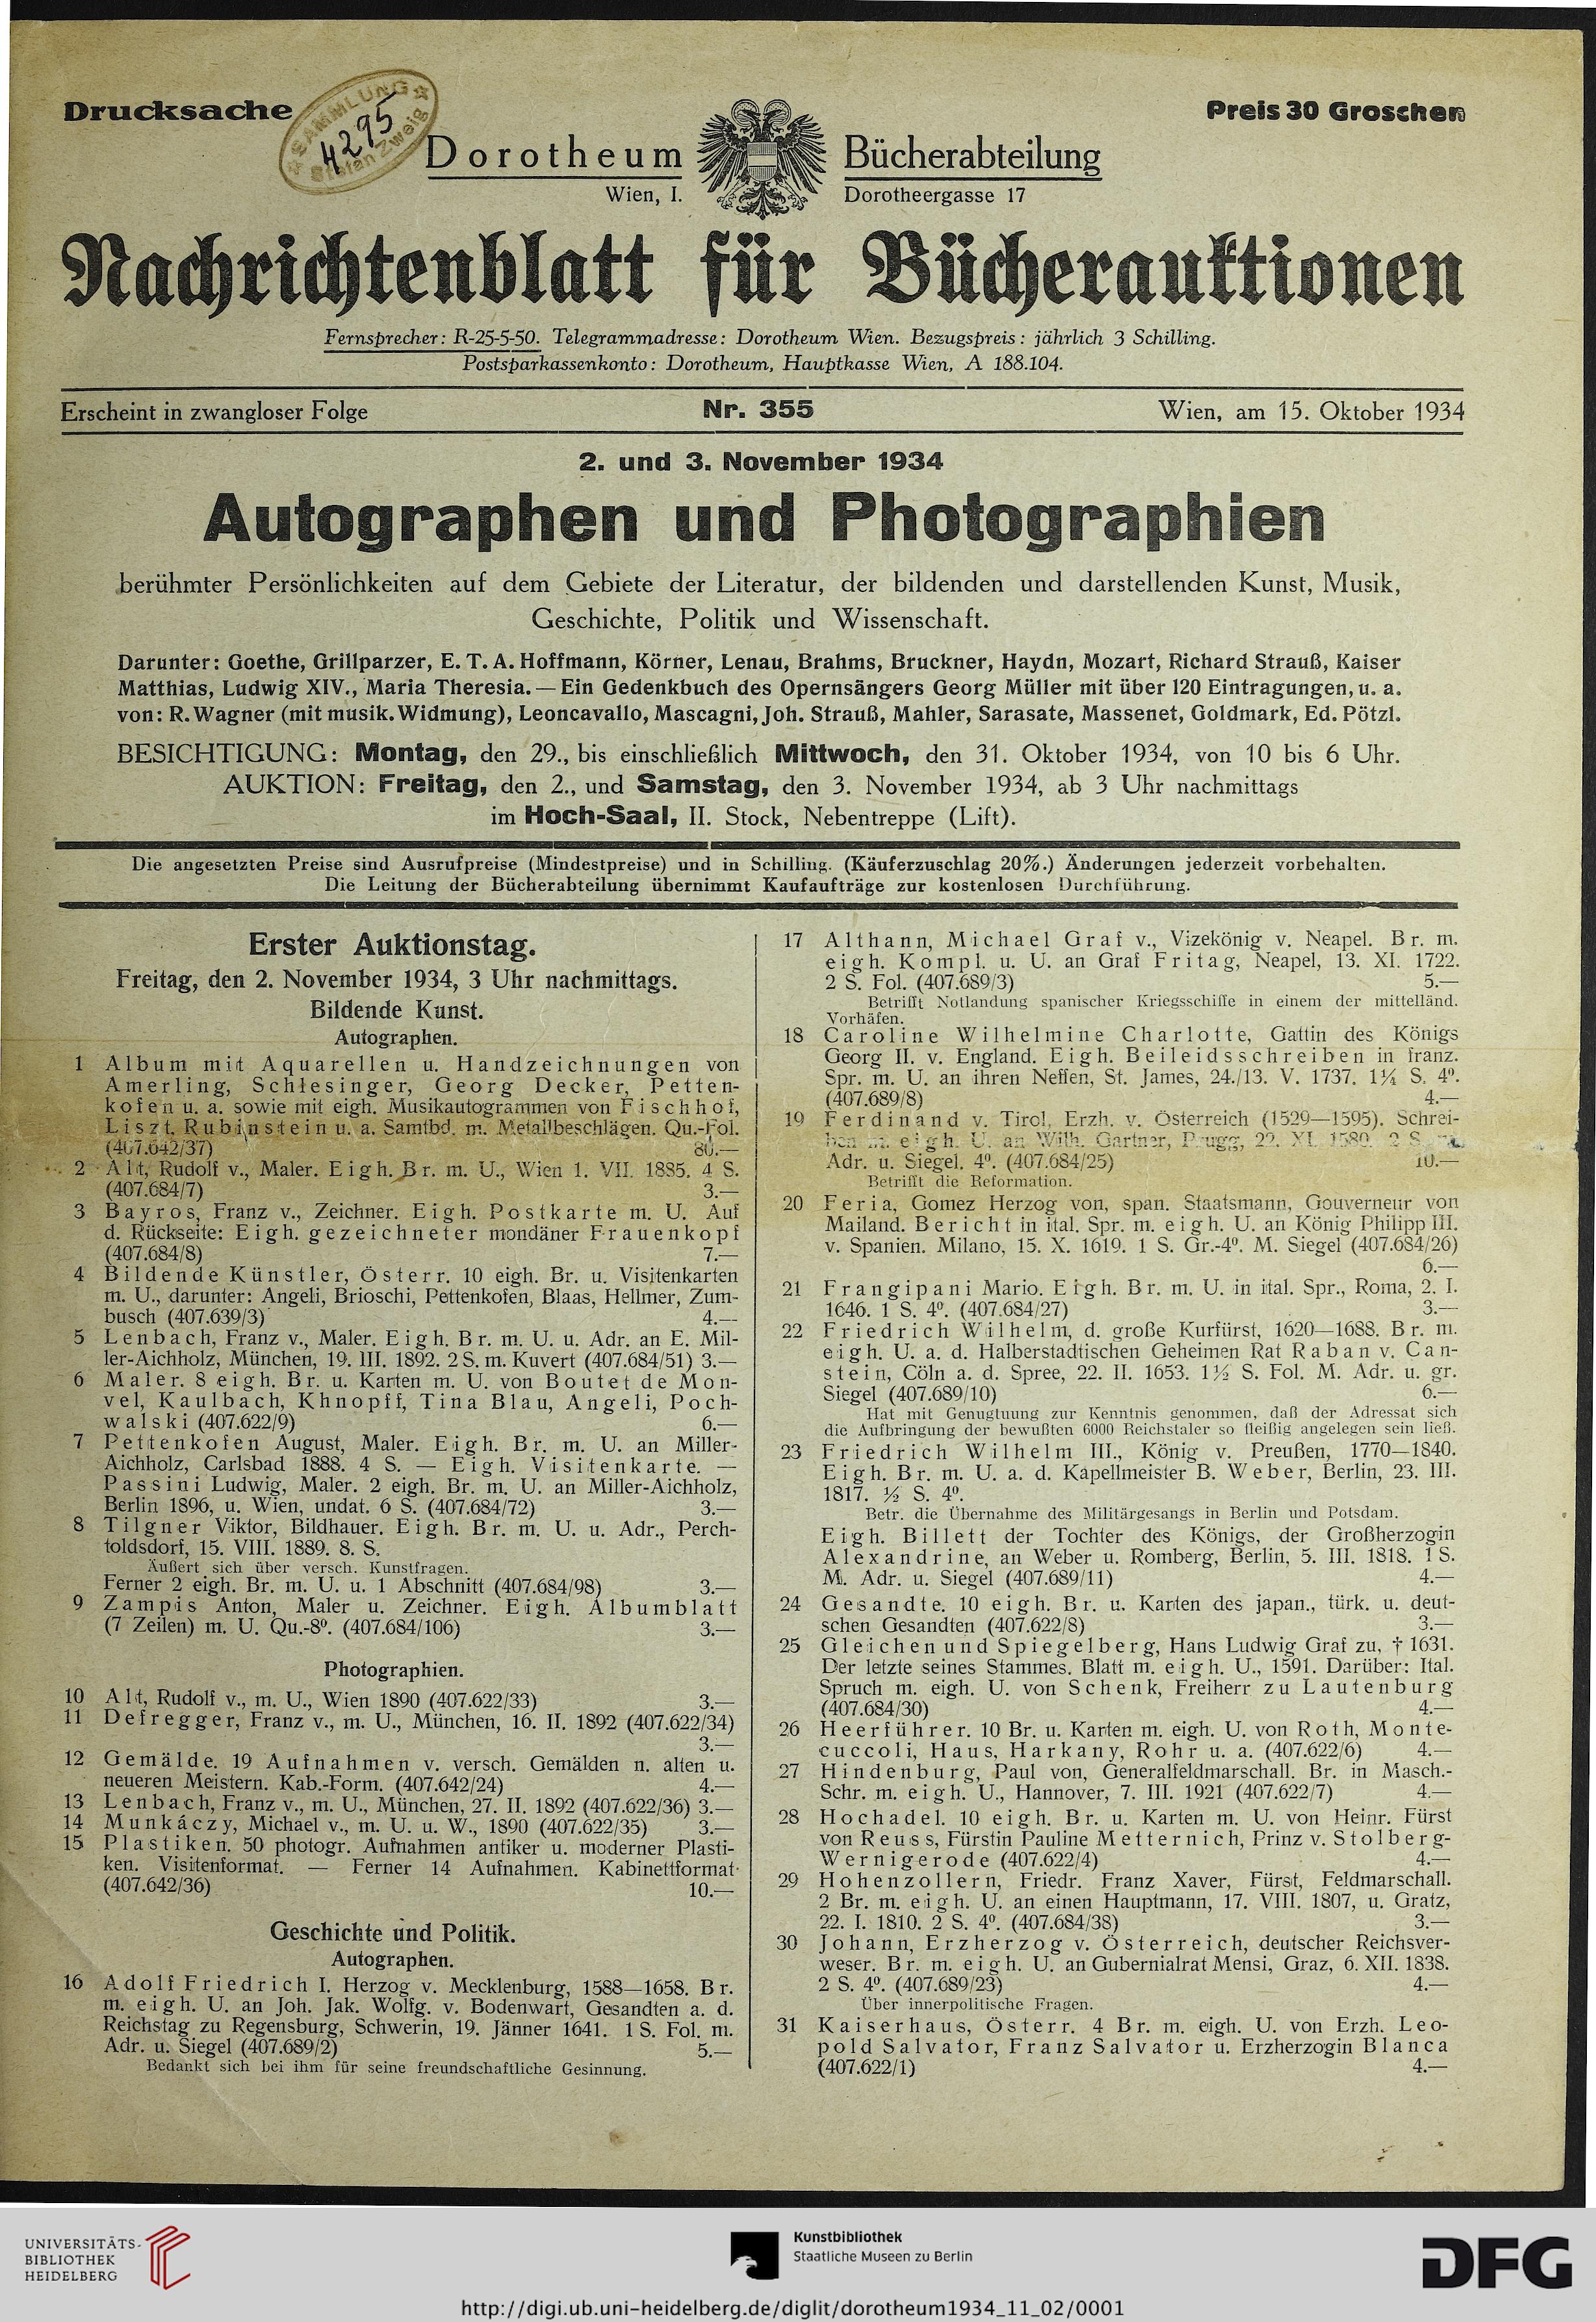 Drucksache
SAMMLUNG
4295
Stefan Zweig
Preis 30 Groschen
Dorotheum Bücherabteilung
Wien, I. Dorotheergasse 17
Nachrichtenblatt für Bücherauktionen
Fernsprecher: R-25-5-50. Telegrammadresse: Dorotheum Wien. Bezugspreis: jährlich 3 Schilling.
Postsparkassenkonto: Dorotheum, Hauptkasse Wien, A 188.104.
Erscheint in zwangloser Folge Nr. 355 Wien, am 15. Oktober 1934
2. und 3. November 1934
Autographen und Photographien
berühmter Persönlichkeiten auf dem Gebiete der Literatur, der bildenden und darstellenden Kunst, Musik,
Geschichte, Politik und Wissenschaft.
Darunter: Goethe, Grillparzer, E. T. A. Hoffmann, Körner, Lenau, Brahms, Bruckner, Haydn, Mozart, Richard Strauß, Kaiser
Matthias, Ludwig XIV., Maria Theresia. — Ein Gedenkbuch des Opernsängers Georg Müller mit über 120 Eintragungen, u. a.
von: R. Wagner (mit musik. Widmung), Leoncavallo, Mascagni, Joh. Strauß, Mahler, Sarasate, Massenet, Goldmark, Ed. Pötzl.
BESICHTIGUNG: Montag, den 29., bis einschließlich Mittwoch, den 31. Oktober 1934, von 10 bis 6 Uhr.
AUKTION: Freitag, den 2., und Samstag, den 3. November 1934, ab 3 Uhr nachmittags
im Hoch-Saal, II. Stock, Nebentreppe (Lift).
Die angesetzten Preise sind Ausrufpreise (Mindestpreise) und in Schilling. (Käuferzuschlag 20%.) Änderungen jederzeit vorbehalten.
Die Leitung der Bücherabteilung übernimmt Kaufaufträge zur kostenlosen Durchführung.
Erster Auktionstag.
Freitag, den 2. November 1934, 3 Uhr nachmittags.
Bildende Kunst.
Autographen.
1 Album mit Aquarellen u. Handzeichnungen von
Amerling, Schlesinger, Georg Decker, Petten-
kofen u. a. sowie mit eigh. Musikautogrammen von Fischhof,
Liszt, Rubinstein u. a. Samtbd. m. Metallbeschlägen. Qu.-Fol.
(407.642/37) 80.—
2 Alt, Rudolf v., Maler. Eigh. Br. m. U., Wien 1. VII. 1885. 4 S.
(407.684/7) 3.—
3 Bayros, Franz v., Zeichner. Eigh. Postkarte m. U. Auf
d. Rückseite: Eigh. gezeichneter mondäner Frauenkopf
(407.684/8) 7.—
4 Bildende Künstler, Österr. 10 eigh. Br. u. Visitenkarten
m. U., darunter: Angeli, Brioschi, Pettenkofen, Blaas, Hellmer, Zum-
busch (407.639/3) 4.—
5 Lenbach, Franz v., Maler. Eigh. Br. m. U. u. Adr. an E. Mil-
ler-Aichholz, München, 19. III. 1892. 2 S. m. Kuvert (407.684/51) 3.—
6 Maler. 8 eigh. Br. u. Karten m. U. von Boutet de Mon-
vel, Kaulbach, Khnopff, Tina Blau, Angeli, Poch-
walski (407.622/9) 6.—
7 Pettenkofen August, Maler. Eigh. Br. m. U. an Miller-
Aichholz, Carlsbad 1888. 4 S. — Eigh. Visitenkarte. —
Passini Ludwig, Maler. 2 eigh. Br. m. U. an Miller-Aichholz,
Berlin 1896, u. Wien, undat. 6 S. (407.684/72) 3.—
8 Tilgner Viktor, Bildhauer. Eigh. Br. m. U. u. Adr., Perch-
toldsdorf, 15. VIII. 1889. 8. S.
Äußert sich über versch. Kunstfragen.
Ferner 2 eigh. Br. m. U. u. 1 Abschnitt (407.684/98) 3.—
9 Zampis Anton, Maler u. Zeichner. Eigh. Albumblatt
(7 Zeilen) m. U. Qu.-8º. (407.684/106) 3.—
Photographien.
10 Alt, Rudolf v., m. U., Wien 1890 (407.622/33) 3.—
11 Defregger, Franz v., m. U., München, 16. II. 1892 (407.622/34)
3.—
12 Gemälde. 19 Aufnahmen v. versch. Gemälden n. alten u.
neueren Meistern. Kab.-Form. (407.642/24) 4.—
13 Lenbach, Franz v., m. U., München, 27. II. 1892 (407.622/36) 3.—
14 Munkáczy, Michael v., m. U. u. W., 1890 (407.622/35) 3.—
15 Plastiken. 50 photogr. Aufnahmen antiker u. moderner Plasti-
ken. Visitenformat. — Ferner 14 Aufnahmen. Kabinettformat
(407.642/36) 10.—
Geschichte und Politik.
Autographen.
16 Adolf Friedrich I. Herzog v. Mecklenburg, 1588—1658. Br.
m. eigh. U. an Joh. Jak. Wolfg. v. Bodenwart, Gesandten a. d.
Reichstag zu Regensburg, Schwerin, 19. Jänner 1641. 1 S. Fol. m.
Adr. u. Siegel (407.689/2) 5.—
Bedankt sich bei ihm für seine freundschaftliche Gesinnung.
17 Althann, Michael Graf v., Vizekönig v. Neapel. Br. m.
eigh. Kompl. u. U. an Graf Fritag, Neapel, 13. XI. 1722.
2 S. Fol. (407.689/3) 5.—
Betrifft Notlandung spanischer Kriegsschiffe in einem der mittelländ.
Vorhäfen.
18 Caroline Wilhelmine Charlotte, Gattin des Königs
Georg II. v. England. Eigh. Beileidsschreiben in franz.
Spr. m. U. an ihren Neffen, St. James, 24./13. V. 1737. 1¼ S. 4º.
(407.689/8) 4.—
19 Ferdinand v. Tirol, Erzh. v. Österreich (1529—1595). Schrei-
ben m. eigh. U. an Wilh. Gartner, Prugg, 22. XI. 1580. 2 S. m.
Adr. u. Siegel. 4º. (407.684/25) 10.—
Betrifft die Reformation.
20 Feria, Gomez Herzog von, span. Staatsmann, Gouverneur von
Mailand. Bericht in ital. Spr. m. eigh. U. an König Philipp III.
v. Spanien. Milano, 15. X. 1619. 1 S. Gr.-4º. M. Siegel (407.684/26)
6.—
21 Frangipani Mario. Eigh. Br. m. U. in ital. Spr., Roma, 2. I.
1646. 1 S. 4º. (407.684/27) 3.—
22 Friedrich Wilhelm, d. große Kurfürst, 1620—1688. Br. m.
eigh. U. a. d. Halberstadtischen Geheimen Rat Raban v. Can-
stein, Cöln a. d. Spree, 22. II. 1653. 1½ S. Fol. M. Adr. u. gr.
Siegel (407.689/10) 6.—
Hat mit Genugtuung zur Kenntnis genommen, daß der Adressat sich
die Aufbringung der bewußten 6000 Reichstaler so fleißig angelegen sein ließ.
23 Friedrich Wilhelm III., König v. Preußen, 1770—1840.
Eigh. Br. m. U. a. d. Kapellmeister B. Weber, Berlin, 23. III.
1817. ½ S. 4º.
Betr. die Übernahme des Militärgesangs in Berlin und Potsdam.
Eigh. Billett der Tochter des Königs, der Großherzogin
Alexandrine, an Weber u. Romberg, Berlin, 5. III. 1818. 1 S.
M. Adr. u. Siegel (407.689/11) 4.—
24 Gesandte. 10 eigh. Br. u. Karten des japan., türk. u. deut-
schen Gesandten (407.622/8) 3.—
25 Gleichen und Spiegelberg, Hans Ludwig Graf zu, † 1631.
Der letzte seines Stammes. Blatt m. eigh. U., 1591. Darüber: Ital.
Spruch m. eigh. U. von Schenk, Freiherr zu Lautenburg
(407.684/30) 4.—
26 Heerführer. 10 Br. u. Karten m. eigh. U. von Roth, Monte-
cuccoli, Haus, Harkany, Rohr u. a. (407.622/6) 4.—
27 Hindenburg, Paul von, Generalfeldmarschall. Br. in Masch.-
Schr. m. eigh. U., Hannover, 7. III. 1921 (407.622/7) 4.—
28 Hochadel. 10 eigh. Br. u. Karten m. U. von Heinr. Fürst
von Reuss, Fürstin Pauline Metternich, Prinz v. Stolberg-
Wernigerode (407.622/4) 4.—
29 Hohenzollern, Friedr. Franz Xaver, Fürst, Feldmarschall.
2 Br. m. eigh. U. an einen Hauptmann, 17. VIII. 1807, u. Gratz,
22. I. 1810. 2 S. 4º. (407.684/38) 3.—
30 Johann, Erzherzog v. Österreich, deutscher Reichsver-
weser. Br. m. eigh. U. an Gubernialrat Mensi, Graz, 6. XII. 1838.
2 S. 4º. (407.689/23) 4.—
Über innerpolitische Fragen.
31 Kaiserhaus, Österr. 4 Br. m. eigh. U. von Erzh. Leo-
pold Salvator, Franz Salvator u. Erzherzogin Blanca
(407.622/1) 4.—
UNIVERSITÄTS-
BIBLIOTHEK
HEIDELBERG
Kunstbibliothek
Staatliche Museen zu Berlin
DFG
http://digi.ub.uni-heidelberg.de/diglit/dorotheum1934_11_02/0001